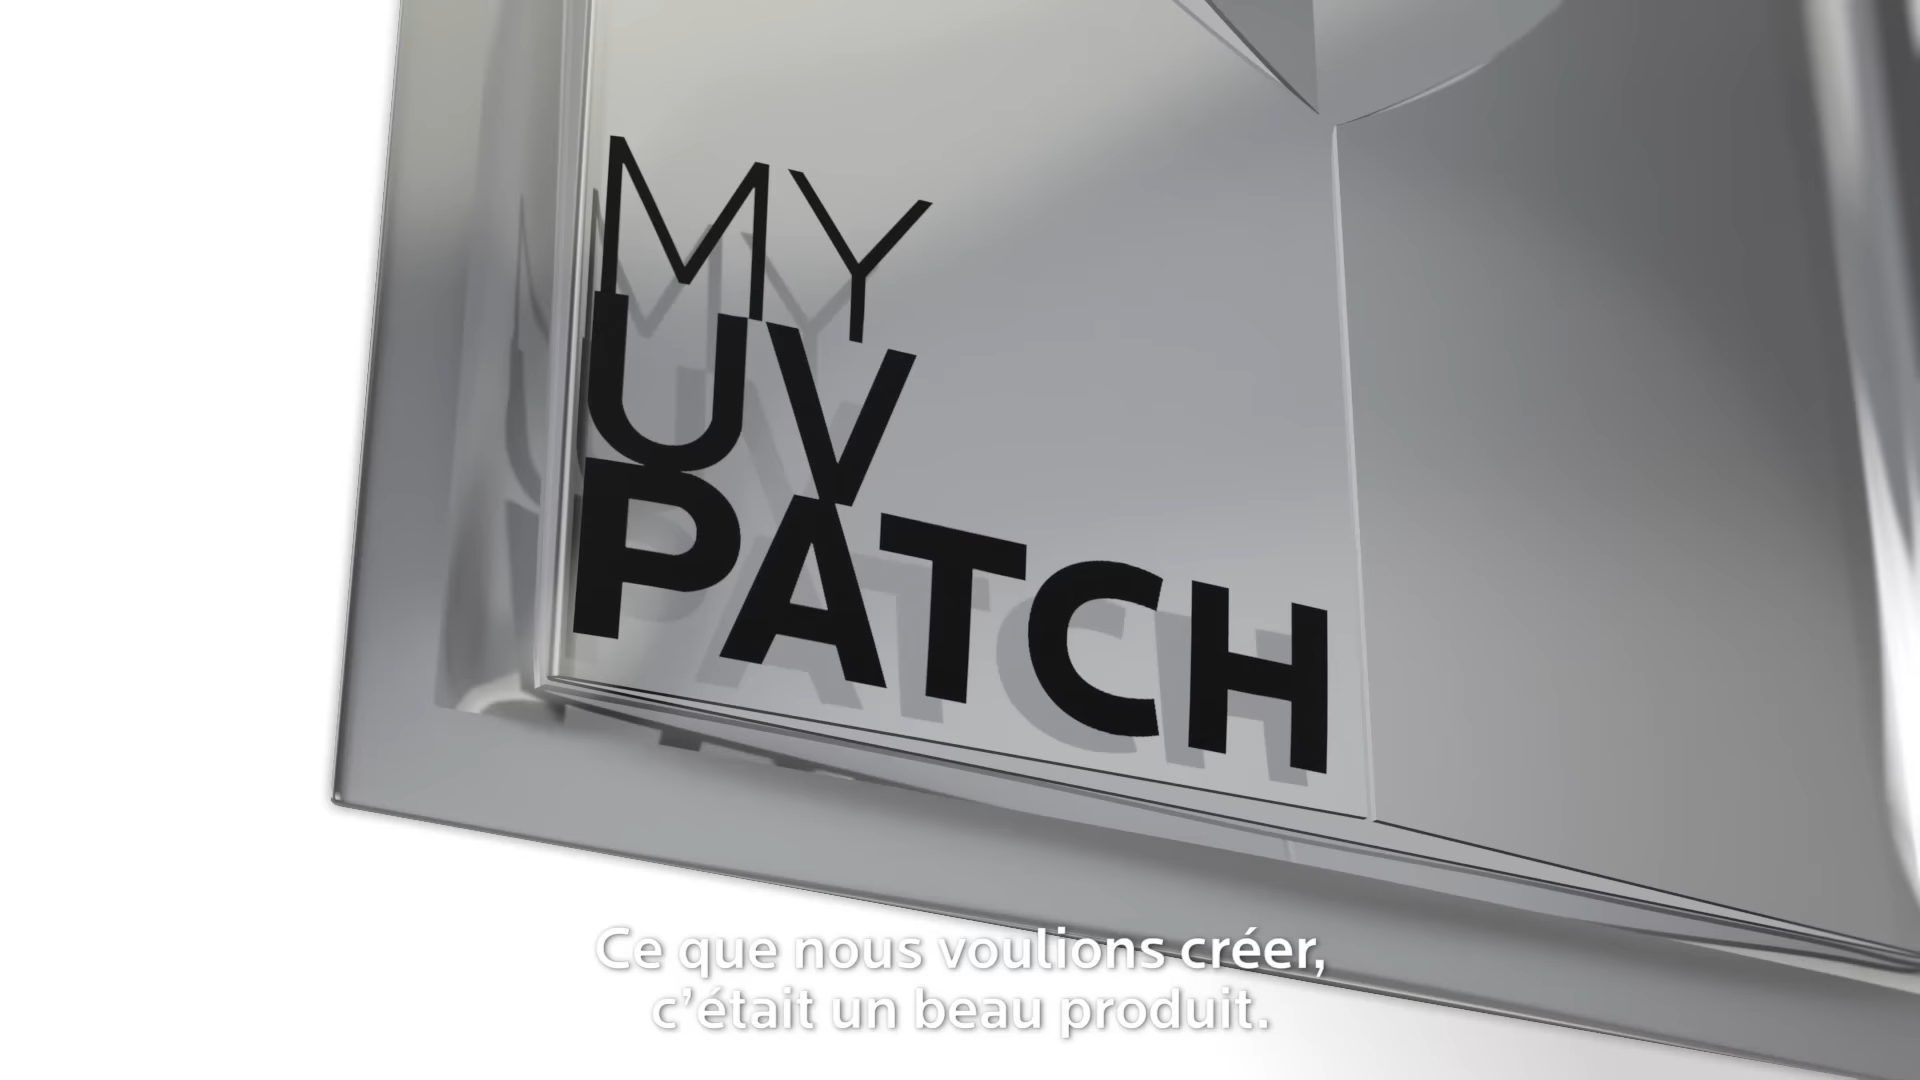 MY
UV
PATCH
Ce que nous voulions créer,
c’était un beau produit.